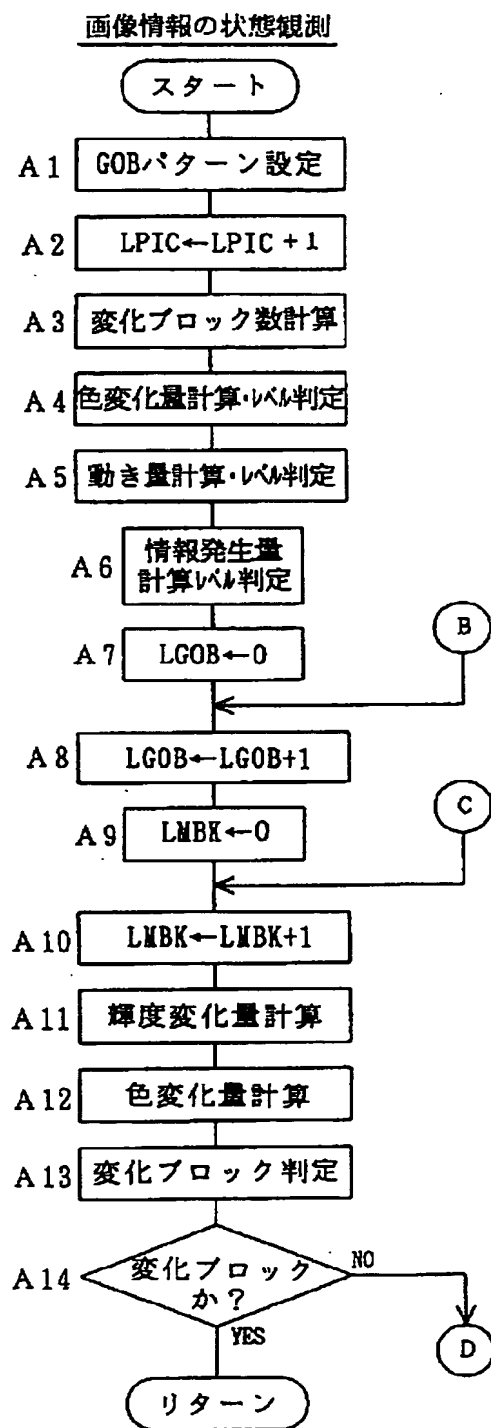 画像情報の状態観測
スタート
A1 GOBパターン設定
A2 LPIC←LPIC+1
A3 変化ブロック数計算
A4 色変化量計算・レベル判定
A5 動き量計算・レベル判定
A6 情報発生量
計算レベル判定
B
A7 LGOB←0
A8 LGOB←LGOB+1
C
A9 LMBK←0
A10 LMBK←LMBK+1
A11 輝度変化量計算
A12 色変化量計算
A13 変化ブロック判定
A14 変化ブロック
か?
NO
YES
D
リターン